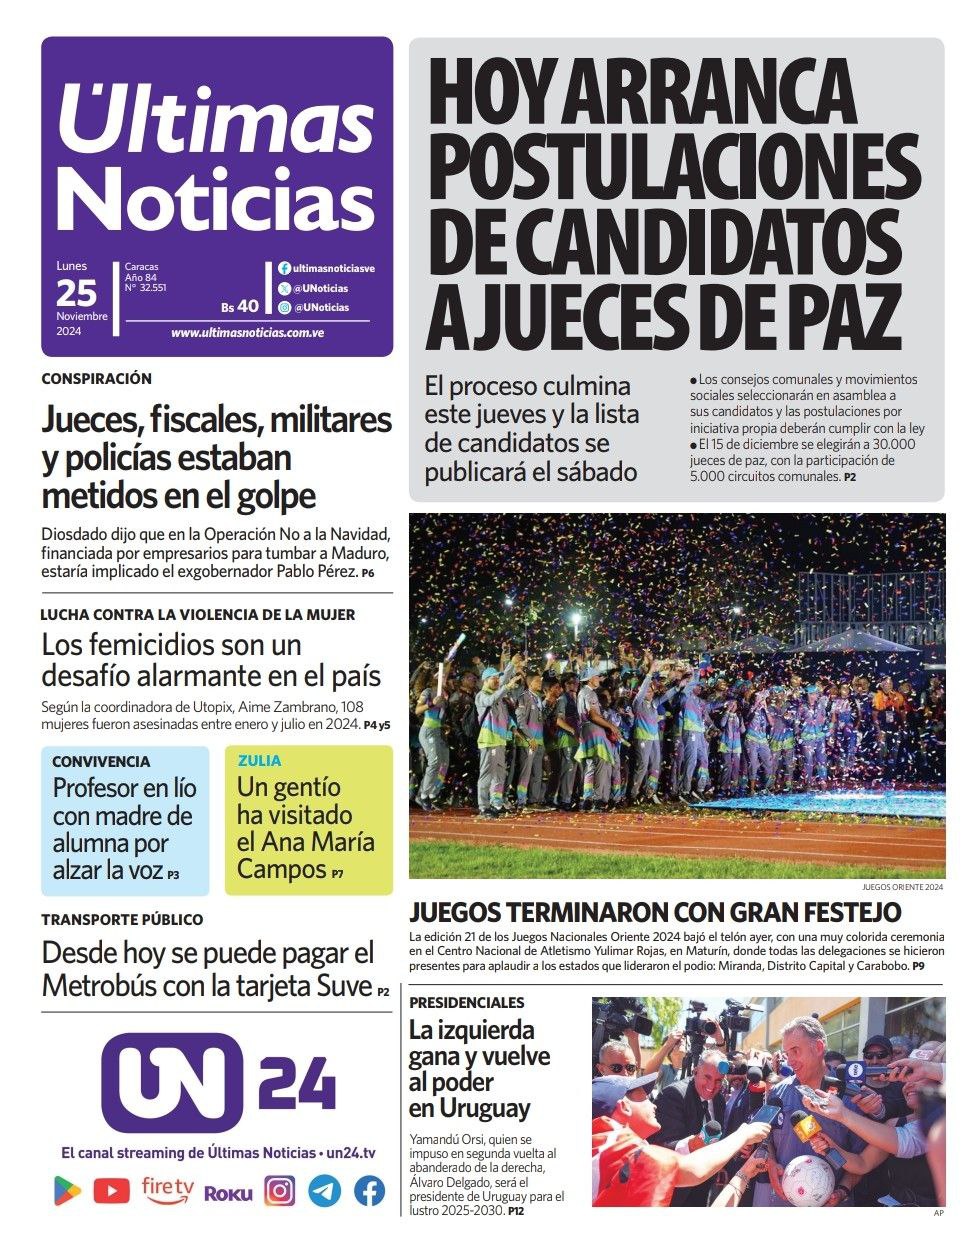 Últimas
Noticias
Lunes
25
Noviembre
2024
Caracas
Año 84
N° 32.551
Bs 40
ultimasnoticiasve
@UNoticias
@UNoticias
www.ultimasnoticias.com.ve
HOY ARRANCA
POSTULACIONES
DE CANDIDATOS
A JUECES DE PAZ
El proceso culmina
este jueves y la lista
de candidatos se
publicará el sábado
● Los consejos comunales y movimientos
sociales seleccionarán en asamblea a
sus candidatos y las postulaciones por
iniciativa propia deberán cumplir con la ley
● El 15 de diciembre se elegirán a 30.000
jueces de paz, con la participación de
5.000 circuitos comunales. P2
CONSPIRACIÓN
Jueces, fiscales, militares
y policías estaban
metidos en el golpe
Diosdado dijo que en la Operación No a la Navidad,
financiada por empresarios para tumbar a Maduro,
estaría implicado el exgobernador Pablo Pérez. P6
LUCHA CONTRA LA VIOLENCIA DE LA MUJER
Los femicidios son un
desafío alarmante en el país
Según la coordinadora de Utopix, Aime Zambrano, 108
mujeres fueron asesinadas entre enero y julio en 2024. P4 y5
CONVIVENCIA
Profesor en lío
con madre de
alumna por
alzar la voz P3
ZULIA
Un gentío
ha visitado
el Ana María
Campos P7
TRANSPORTE PÚBLICO
Desde hoy se puede pagar el
Metrobús con la tarjeta Suve P2
UN 24
El canal streaming de Últimas Noticias • un24.tv
fire tv
Roku
JUEGOS ORIENTE 2024
JUEGOS TERMINARON CON GRAN FESTEJO
La edición 21 de los Juegos Nacionales Oriente 2024 bajó el telón ayer, con una muy colorida ceremonia
en el Centro Nacional de Atletismo Yulimar Rojas, en Maturín, donde todas las delegaciones se hicieron
presentes para aplaudir a los estados que lideraron el podio: Miranda, Distrito Capital y Carabobo. P9
PRESIDENCIALES
La izquierda
gana y vuelve
al poder
en Uruguay
Yamandú Orsi, quien se
impuso en segunda vuelta al
abanderado de la derecha,
Álvaro Delgado, será el
presidente de Uruguay para el
lustro 2025-2030. P12
AP